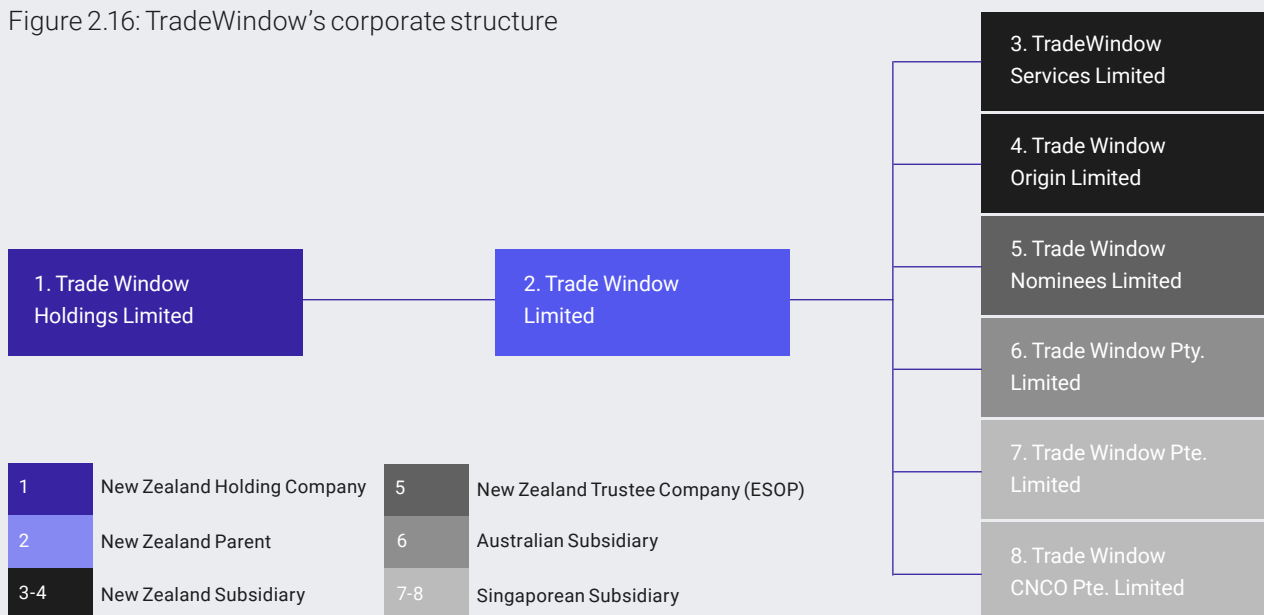 Figure 2.16: TradeWindow’s corporate structure
1. Trade Window
Holdings Limited
2. Trade Window
Limited
3. TradeWindow
Services Limited
4. Trade Window
Origin Limited
5. Trade Window
Nominees Limited
6. Trade Window Pty.
Limited
7. Trade Window Pte.
Limited
8. Trade Window
CNCO Pte. Limited
1 New Zealand Holding Company
2 New Zealand Parent
3-4 New Zealand Subsidiary
5 New Zealand Trustee Company (ESOP)
6 Australian Subsidiary
7-8 Singaporean Subsidiary